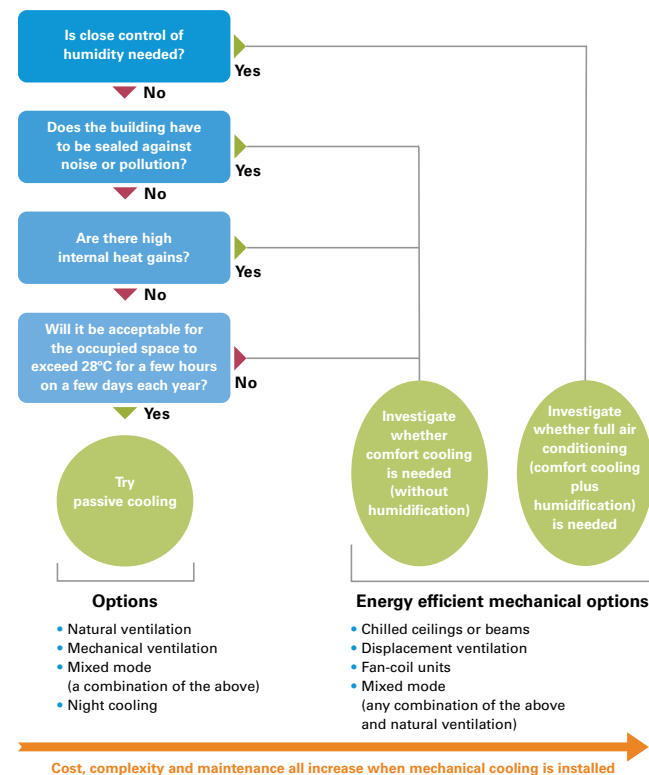 Is close control of
humidity needed?
Yes
No
Does the building have
to be sealed against
noise or pollution?
Yes
No
Are there high
internal heat gains?
Yes
No
Will it be acceptable for
the occupied space to
exceed 28ºC for a few hours
on a few days each year?
No
Yes
Try
passive cooling
Investigate
whether
comfort cooling
is needed
(without
humidification)
Investigate
whether full air
conditioning
(comfort cooling
plus
humidification)
is needed
Options
• Natural ventilation
• Mechanical ventilation
• Mixed mode
(a combination of the above)
• Night cooling
Energy efficient mechanical options
• Chilled ceilings or beams
• Displacement ventilation
• Fan-coil units
• Mixed mode
(any combination of the above
and natural ventilation)
Cost, complexity and maintenance all increase when mechanical cooling is installed